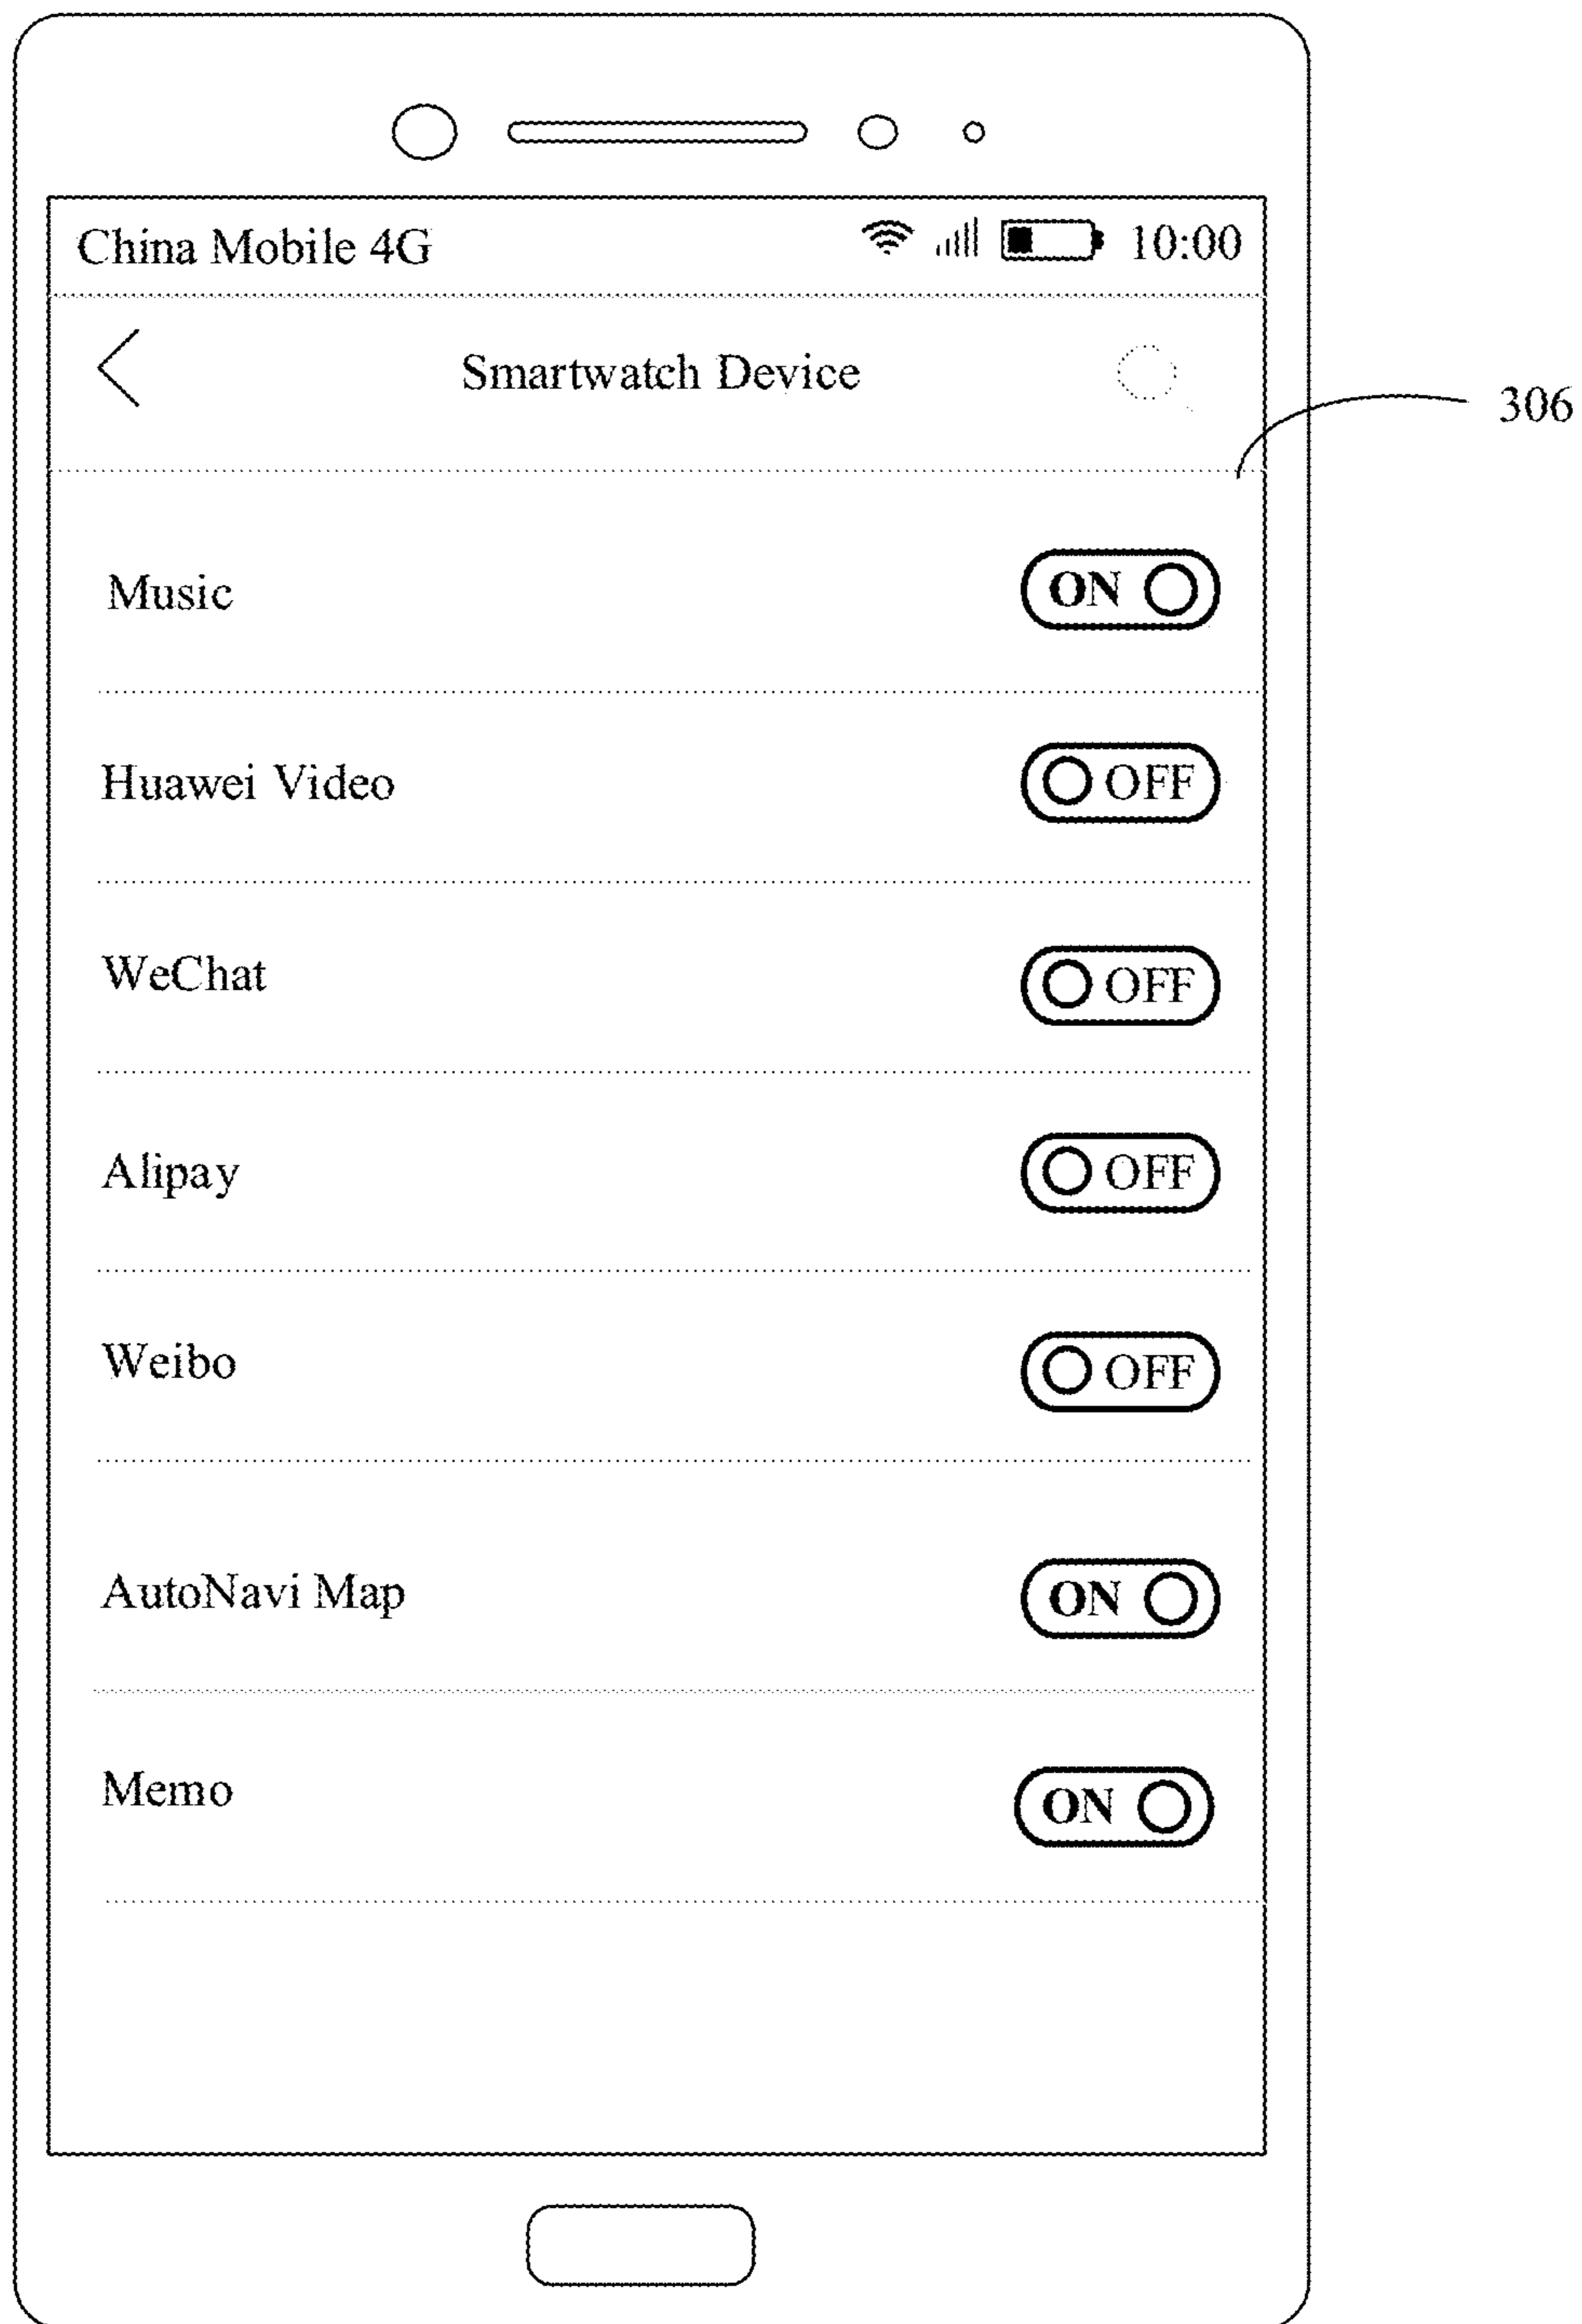 China Mobile 4G 10:00
Smartwatch Device
306
Music ON
Huawei Video OFF
WeChat OFF
Alipay OFF
Weibo OFF
AutoNavi Map ON
Memo ON